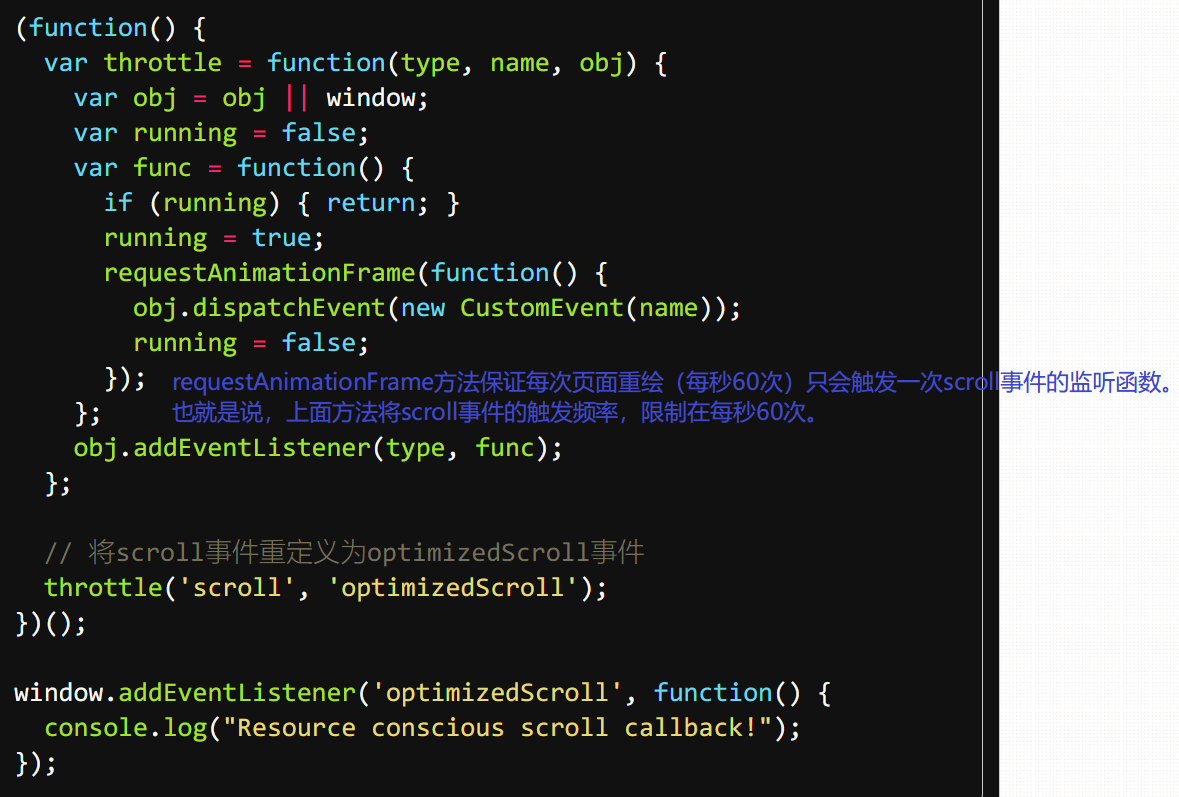 (function() {
  var throttle = function(type, name, obj) {
    var obj = obj || window;
    var running = false;
    var func = function() {
      if (running) { return; }
      running = true;
      requestAnimationFrame(function() {
        obj.dispatchEvent(new CustomEvent(name));
        running = false;
      }); requestAnimationFrame方法保证每次页面重绘（每秒60次）只会触发一次scroll事件的监听函数。
    }; 也就是说，上面方法将scroll事件的触发频率，限制在每秒60次。
    obj.addEventListener(type, func);
  };
  // 将scroll事件重定义为optimizedScroll事件
  throttle('scroll', 'optimizedScroll');
})();
window.addEventListener('optimizedScroll', function() {
  console.log("Resource conscious scroll callback!");
});